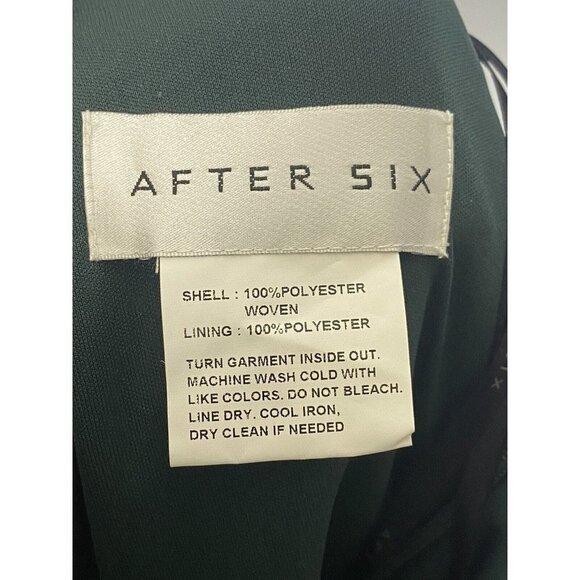 AFTER SIX
SHELL : 100%POLYESTER
WOVEN
LINING : 100%POLYESTER
TURN GARMENT INSIDE OUT.
MACHINE WASH COLD WITH
LIKE COLORS. DO NOT BLEACH.
LINE DRY. COOL IRON,
DRY CLEAN IF NEEDED